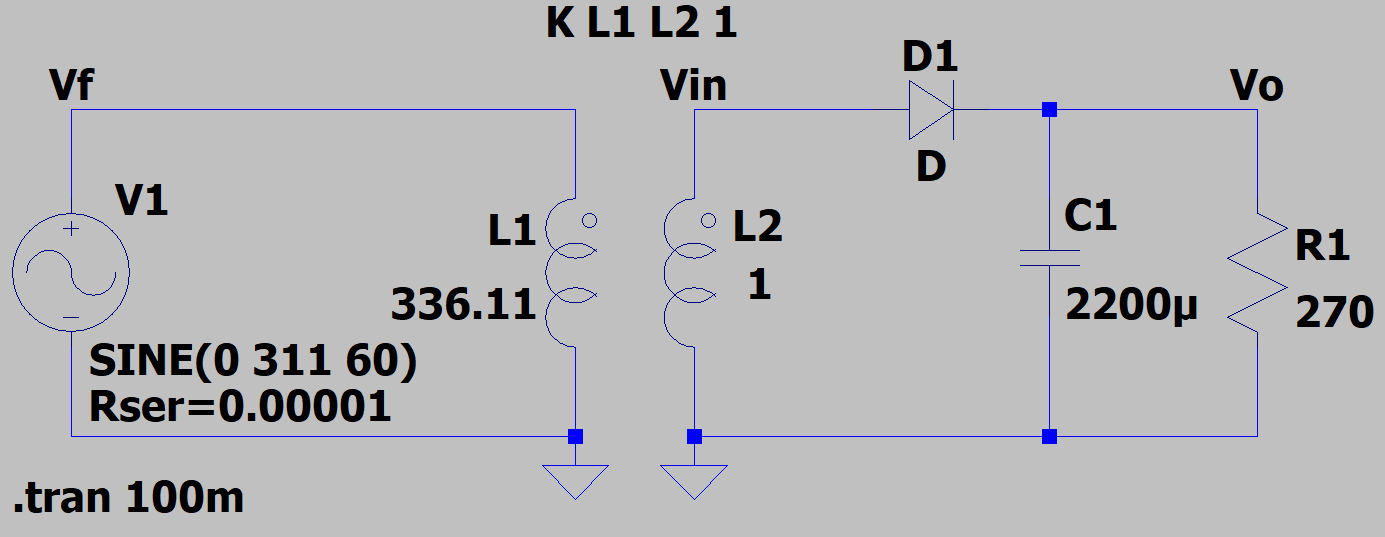 K L1 L2 1
Vf
Vin
D1
Vo
D
V1
L1
336.11
L2
1
C1
2200µ
R1
270
SINE(0 311 60)
Rser=0.00001
.tran 100m